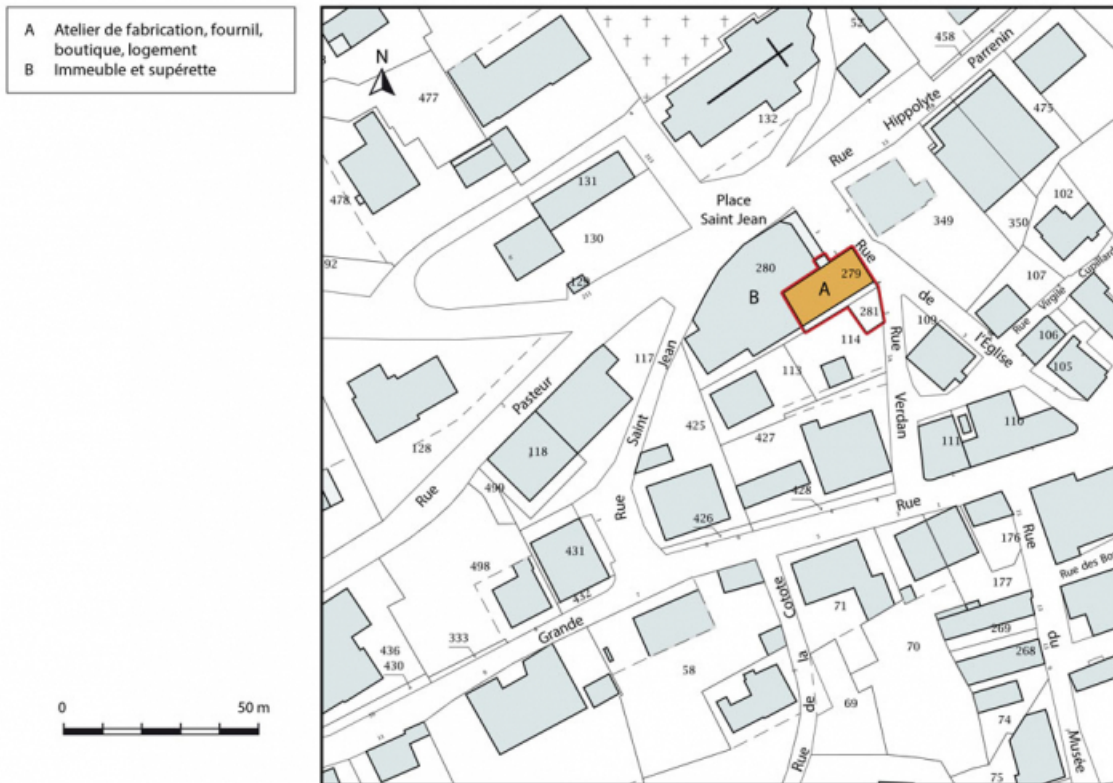 A Atelier de fabrication, fournil,
boutique, logement
B Immeuble et supérette
N
477
52
458
Rue Hippolyte Parrenin
475
132
478
131
130
Place
Saint Jean
349
350
102
92
129
280
279
A
B
281
107
Rue Virgile Cupillard
Rue de l'Église
109
106
105
114
113
117
Rue Saint Jean
Rue Pasteur
128
118
425
427
Rue Verdan
110
111
499
428
426
Rue
431
432
498
333
Grande
436
430
176
177
Rue des Bo
71
70
269
268
58
69
74
75
Rue de la Cotote
Rue du Musée
0 50 m